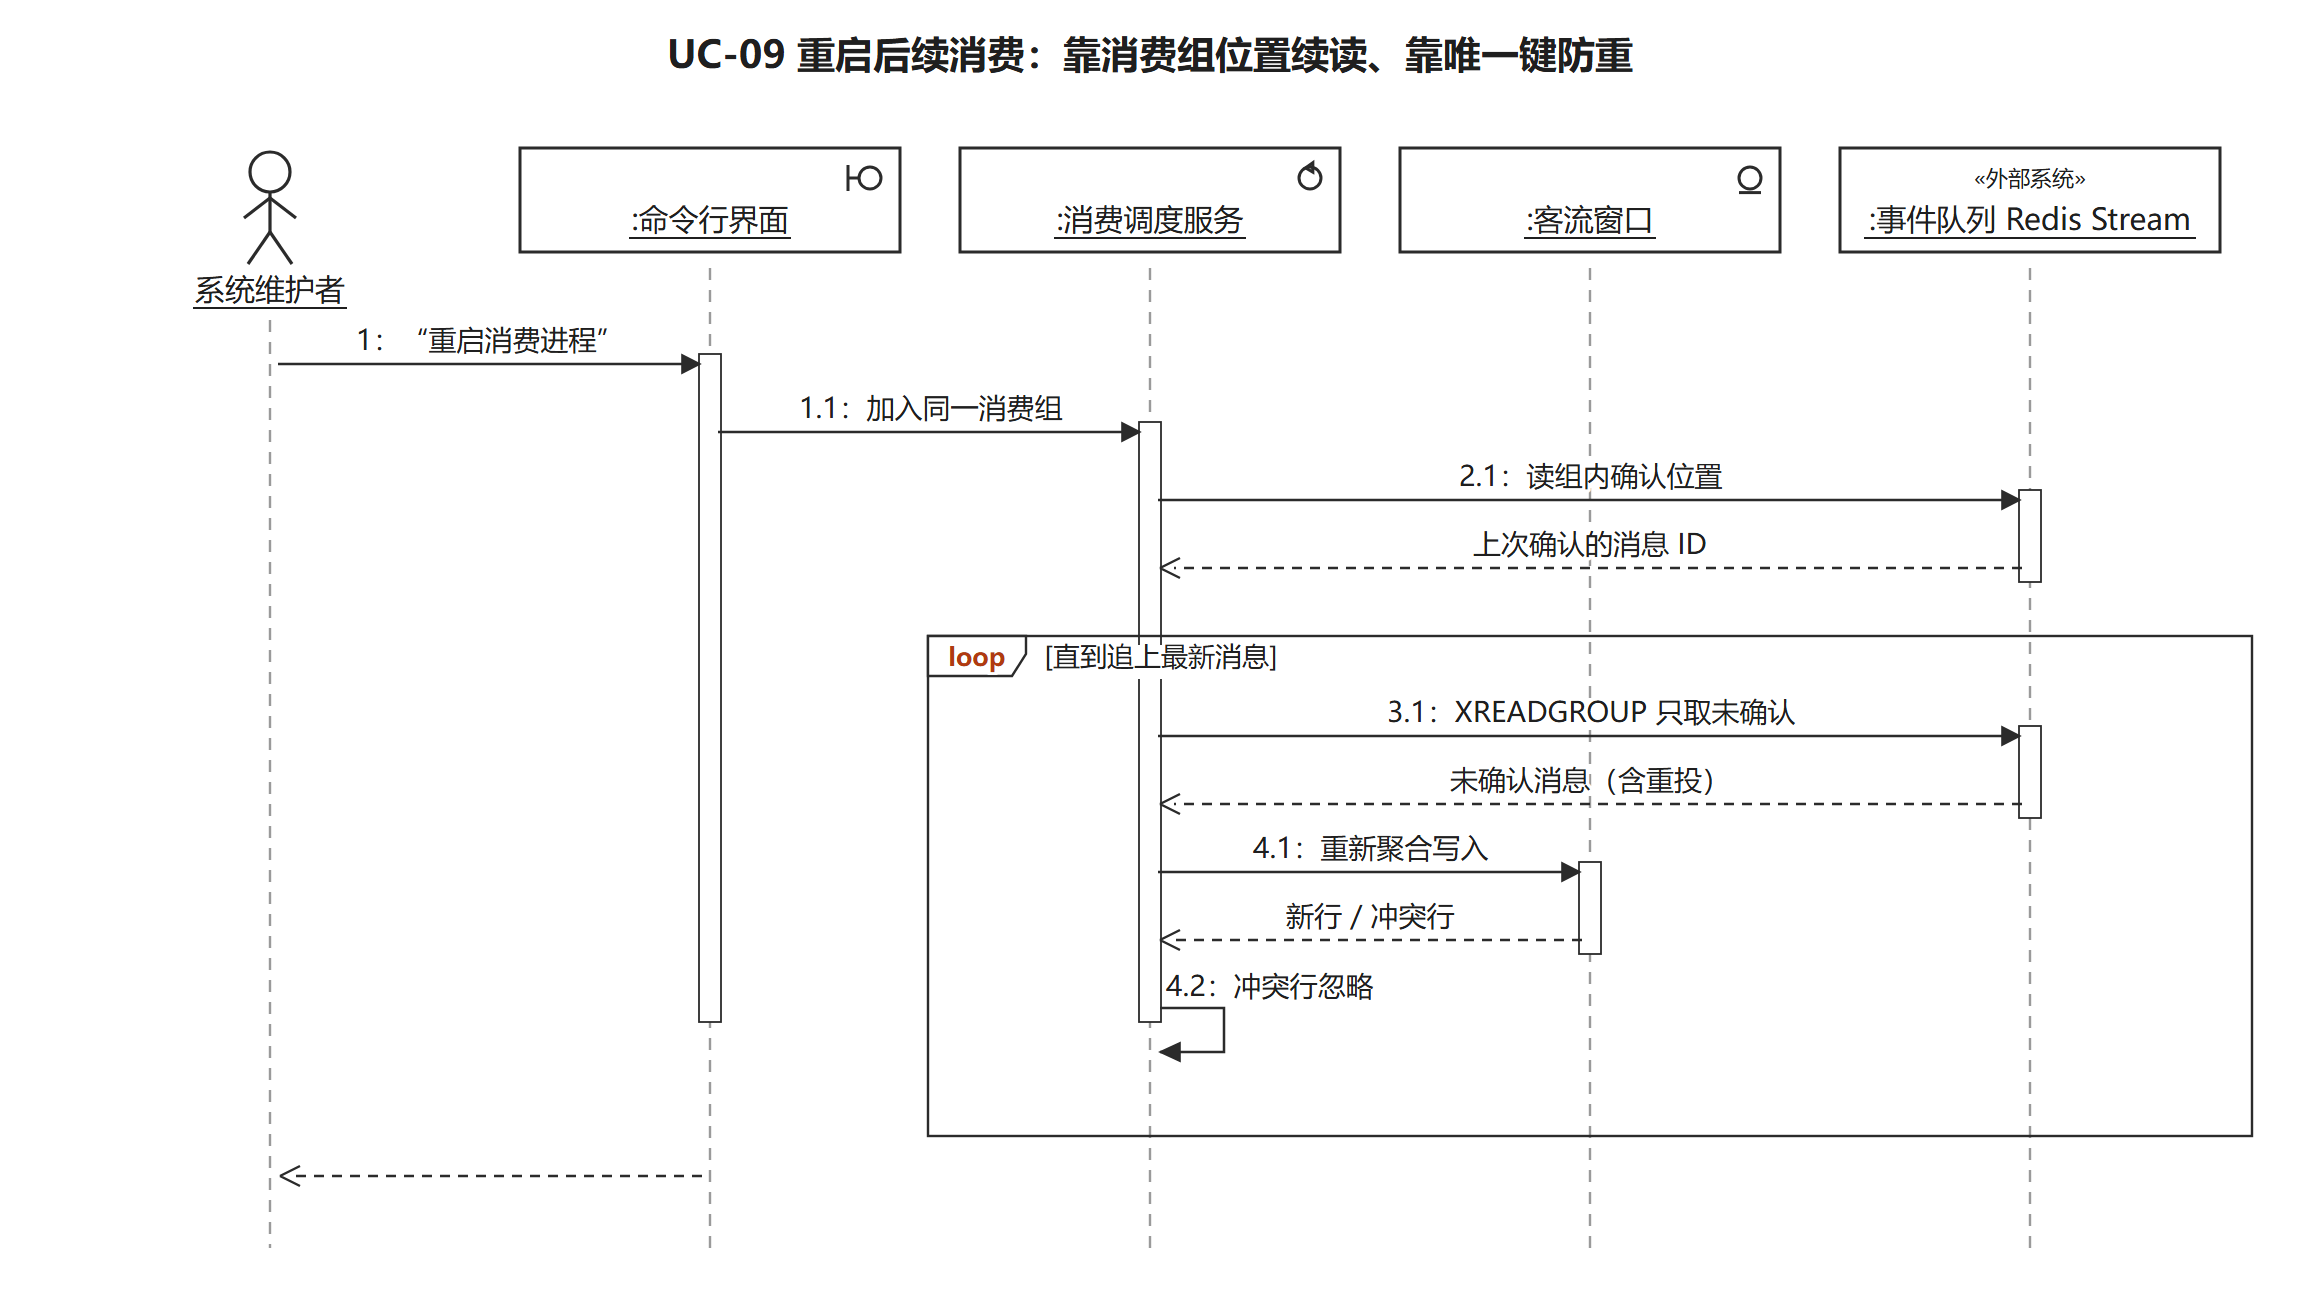 UC-09 重启后续消费：靠消费组位置续读、靠唯一键防重
«外部系统»
:命令行界面
:消费调度服务
:客流窗口
:事件队列 Redis Stream
系统维护者
1：“重启消费进程”
1.1：加入同一消费组
2.1：读组内确认位置
上次确认的消息 ID
loop [直到追上最新消息]
3.1：XREADGROUP 只取未确认
未确认消息（含重投）
4.1：重新聚合写入
新行 / 冲突行
4.2：冲突行忽略